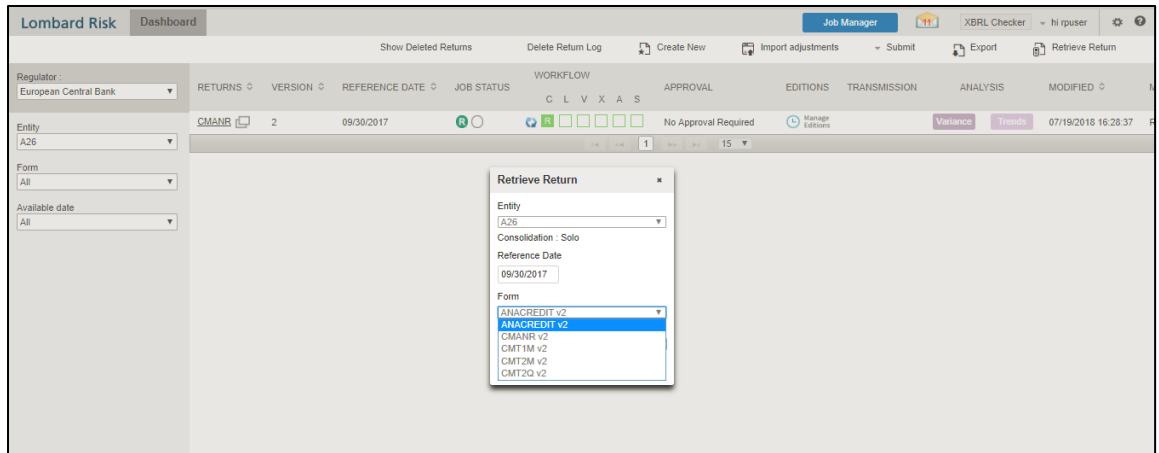 Lombard Risk Dashboard Job Manager 11 XBRL Checker hi rpuser
Show Deleted Returns Delete Return Log Create New Import adjustments Submit Export Retrieve Return
Regulator :
European Central Bank
RETURNS VERSION REFERENCE DATE JOB STATUS WORKFLOW APPROVAL EDITIONS TRANSMISSION ANALYSIS MODIFIED M
C L V X A S
Entity
A26
CMANR 2 09/30/2017 R R No Approval Required Manage Editions Variance Trends 07/19/2018 16:28:37 R
1 15
Form
All
Available date
All
Retrieve Return
Entity
A26
Consolidation : Solo
Reference Date
09/30/2017
Form
ANACREDIT v2
ANACREDIT v2
CMANR v2
CMT1M v2
CMT2M v2
CMT2Q v2